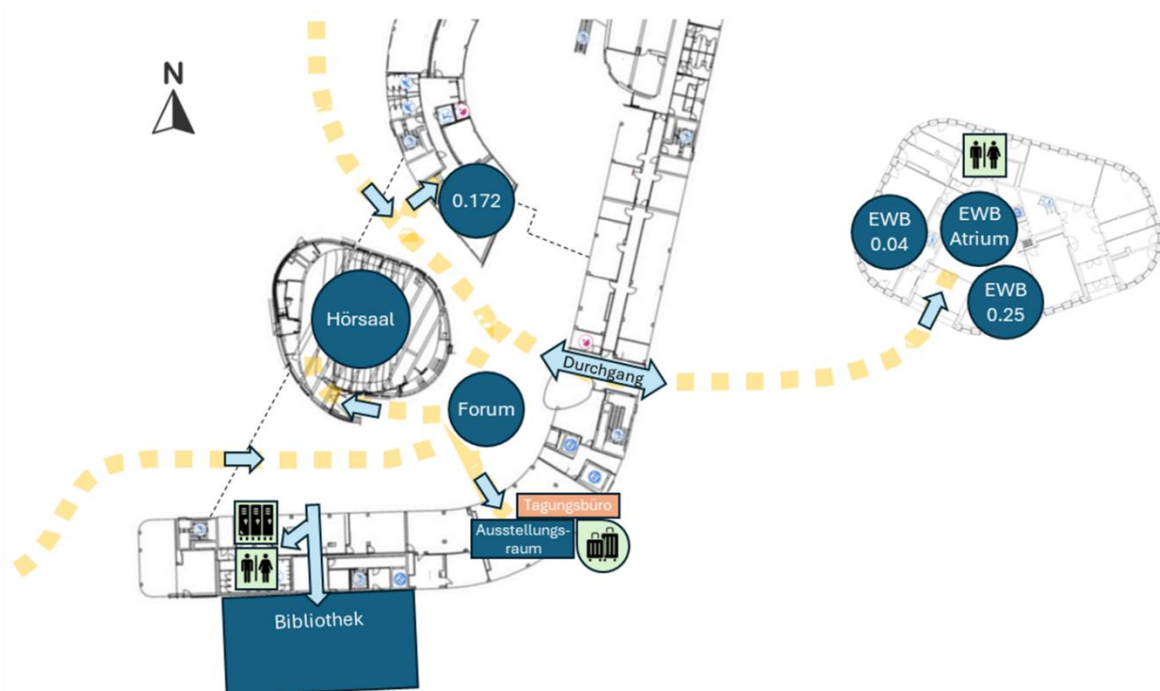 N
0.172
EWB
0.04
EWB
Atrium
EWB
0.25
Hörsaal
Durchgang
Forum
Tagungsbüro
Ausstellungs-
raum
Bibliothek